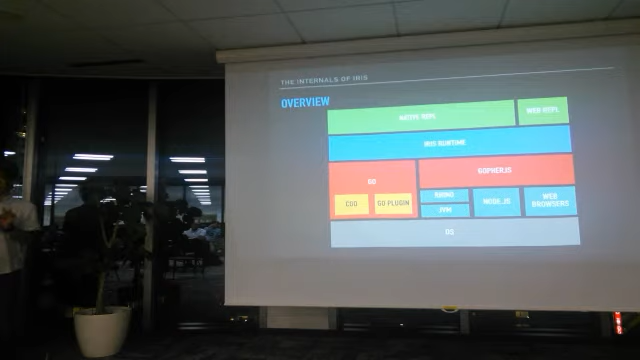 THE INTERNALS OF IRIS
OVERVIEW
NATIVE REPL
WEB REPL
IRIS RUNTIME
GO
GOPHERJS
CGO
GO PLUGIN
JVM
NODE.JS
WEB
BROWSERS
OS